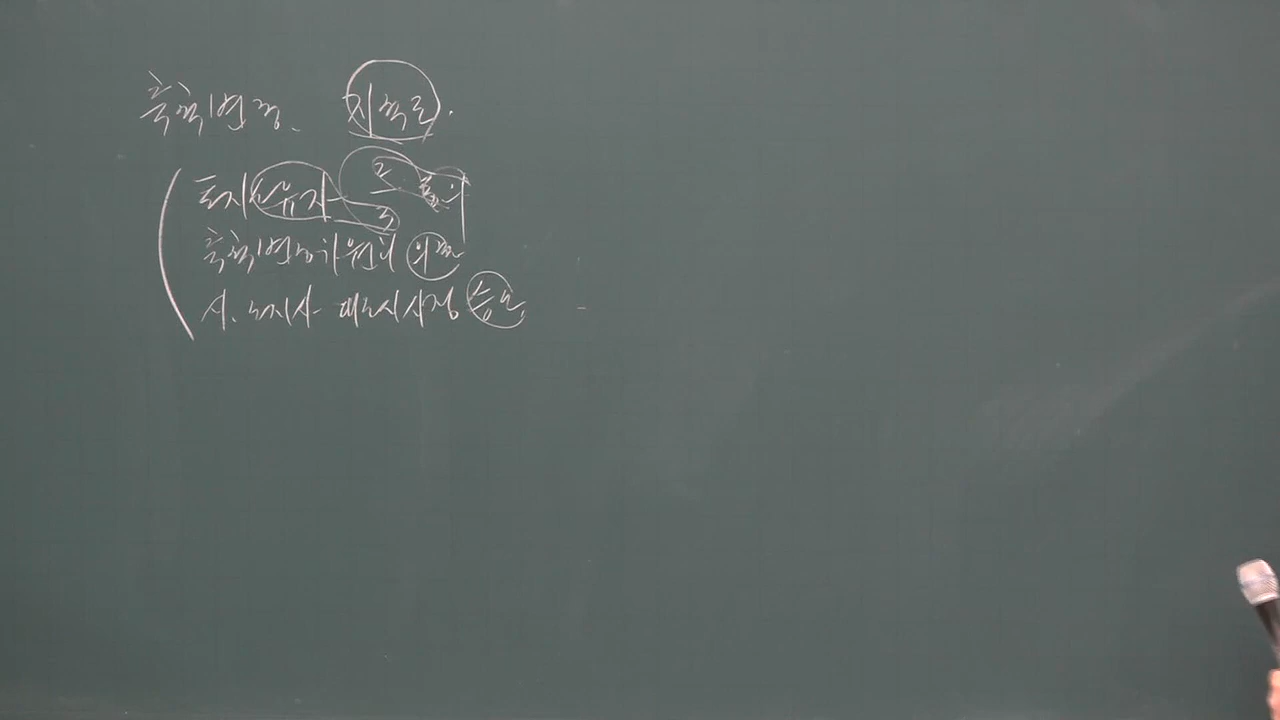 축척변경. 지적도.
토지소유자 2/3 동의
축척변경위원회 의결
시.도지사 대도시시장 승인